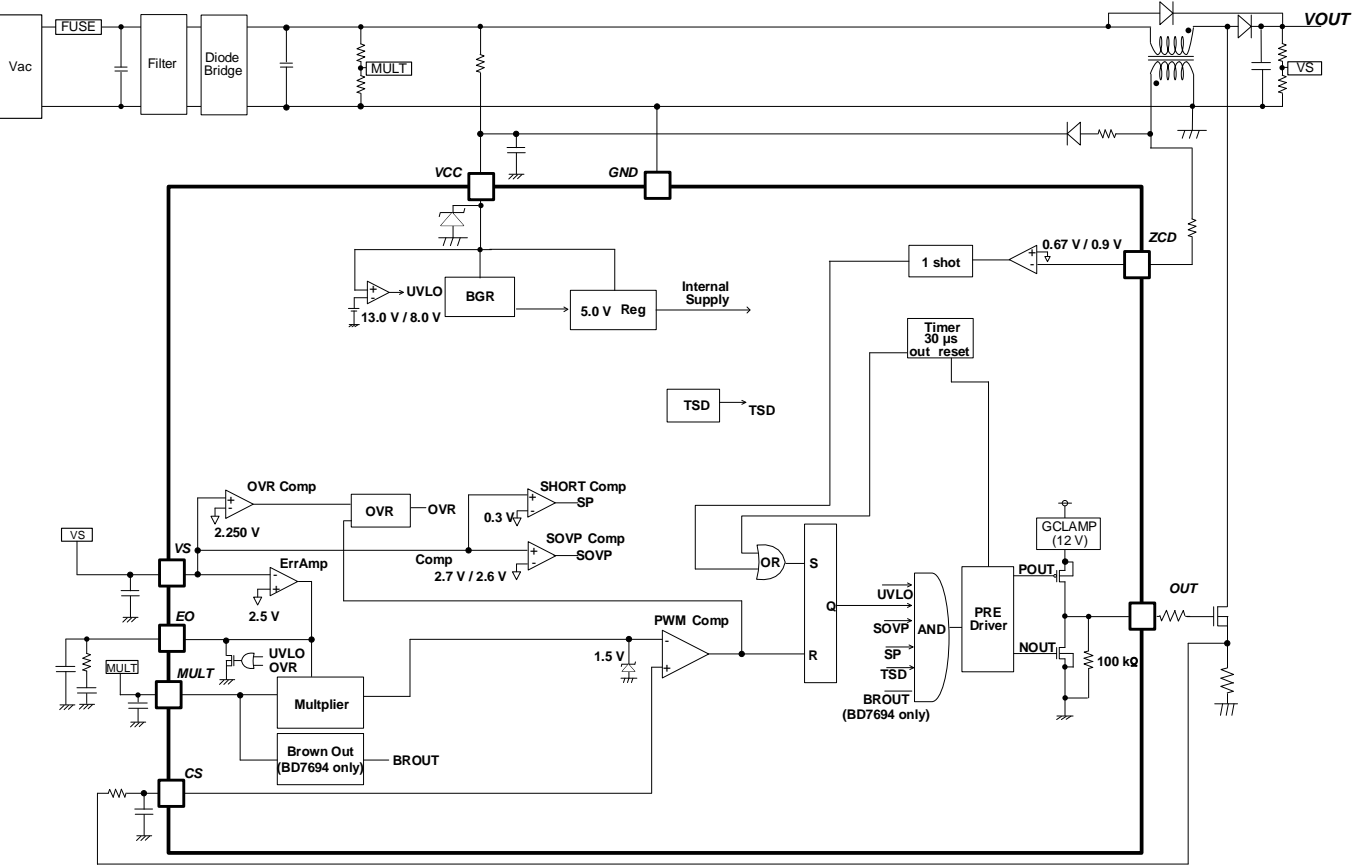 VOUT
FUSE
Vac
Filter
Diode
Bridge
MULT
VS
VCC
GND
ZCD
0.67 V / 0.9 V
1 shot
UVLO
13.0 V / 8.0 V
BGR
5.0 V Reg
Internal
Supply
Timer
30 µs
out reset
TSD
TSD
OVR Comp
2.250 V
OVR
OVR
SHORT Comp
SP
0.3 V
SOVP Comp
SOVP
Comp
2.7 V / 2.6 V
GCLAMP
(12 V)
VS
VS
ErrAmp
2.5 V
OR
S
Q
R
UVLO
SOVP
SP
TSD
BROUT
(BD7694 only)
AND
PRE
Driver
POUT
NOUT
100 kΩ
OUT
EO
UVLO
OVR
MULT
MULT
Multplier
1.5 V
PWM Comp
Brown Out
(BD7694 only)
BROUT
CS